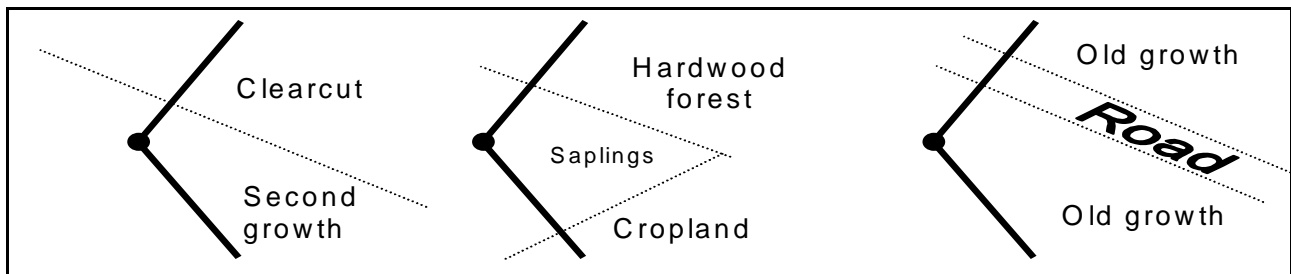 Clearcut
Second
growth
Hardwood
forest
Saplings
Cropland
Old growth
Road
Old growth